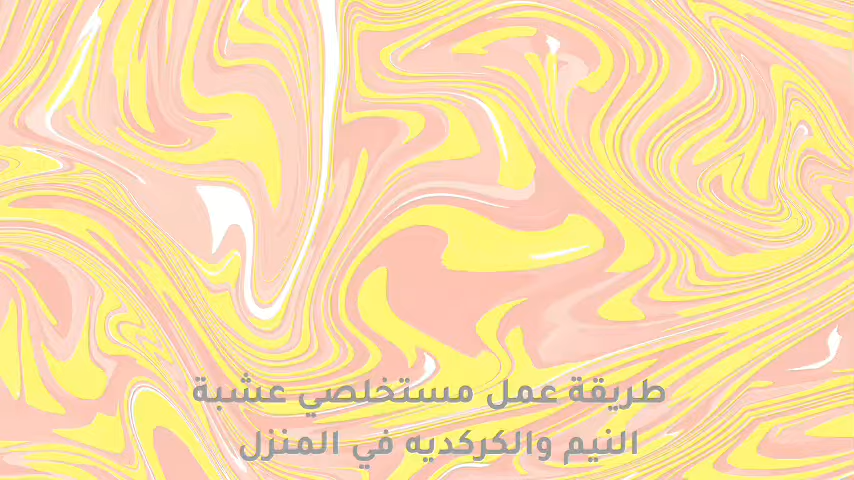 طريقة عمل مستخلصي عشبة
النيم والكركديه في المنزل